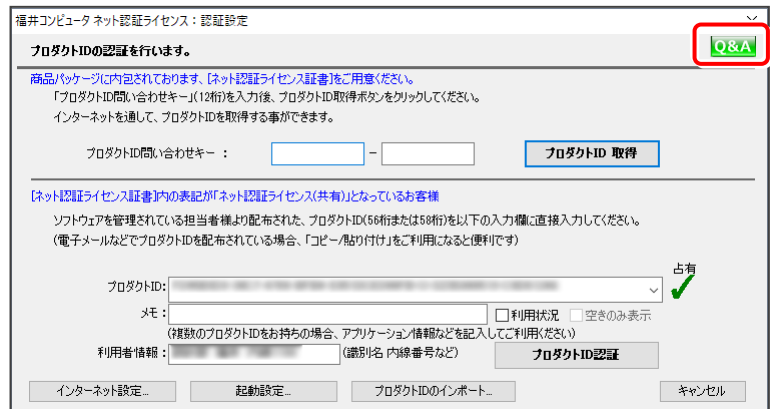 福井コンピュータ ネット認証ライセンス：認証設定
プロダクトIDの認証を行います。
Q&A
商品パッケージに内包されております、[ネット認証ライセンス証書]をご用意ください。
「プロダクトID問い合わせキー」(12桁)を入力後、プロダクトID取得ボタンをクリックしてください。
インターネットを通して、プロダクトIDを取得する事ができます。
プロダクトID問い合わせキー ： － プロダクトID 取得
[ネット認証ライセンス証書]内の表記が「ネット認証ライセンス(共有)」となっているお客様
ソフトウェアを管理されている担当者様より配布された、プロダクトID(56桁または58桁)を以下の入力欄に直接入力してください。
(電子メールなどでプロダクトIDを配布されている場合、「コピー/貼り付け」をご利用になると便利です)
占有
プロダクトID:
メモ： 利用状況 空きのみ表示
(複数のプロダクトIDをお持ちの場合、アプリケーション情報などを記入してご利用ください)
利用者情報： (識別名 内線番号など) プロダクトID認証
インターネット設定... 起動設定... プロダクトIDのインポート... キャンセル